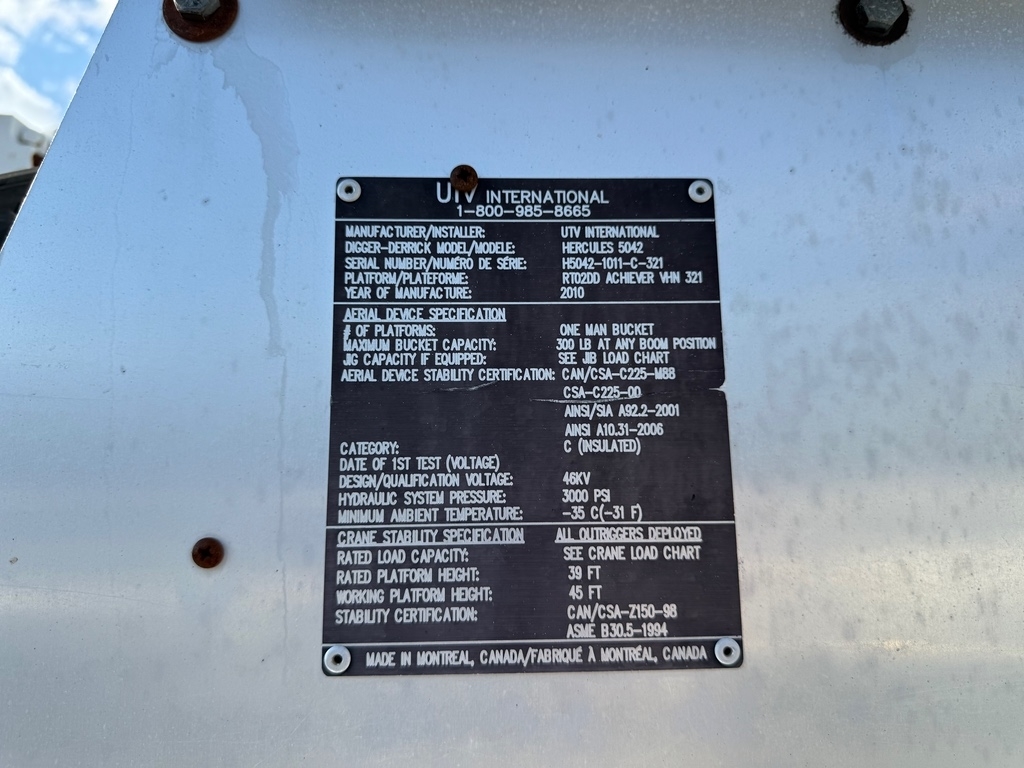 UTV INTERNATIONAL
1-800-985-8665
MANUFACTURER/INSTALLER: UTV INTERNATIONAL
DIGGER-DERRICK MODEL/MODELE: HERCULES 5042
SERIAL NUMBER/NUMÉRO DE SÉRIE: H5042-1011-C-321
PLATFORM/PLATEFORME: RT02DD ACHIEVER VHN 321
YEAR OF MANUFACTURE: 2010
AERIAL DEVICE SPECIFICATION
# OF PLATFORMS: ONE MAN BUCKET
MAXIMUM BUCKET CAPACITY: 300 LB AT ANY BOOM POSITION
JIG CAPACITY IF EQUIPPED: SEE JIB LOAD CHART
AERIAL DEVICE STABILITY CERTIFICATION: CAN/CSA-C225-M88
CSA-C225-00
AINSI/SIA A92.2-2001
AINSI A10.31-2006
CATEGORY: C (INSULATED)
DATE OF 1ST TEST (VOLTAGE)
DESIGN/QUALIFICATION VOLTAGE: 46KV
HYDRAULIC SYSTEM PRESSURE: 3000 PSI
MINIMUM AMBIENT TEMPERATURE: -35 C(-31 F)
CRANE STABILITY SPECIFICATION ALL OUTRIGGERS DEPLOYED
RATED LOAD CAPACITY: SEE CRANE LOAD CHART
RATED PLATFORM HEIGHT: 39 FT
WORKING PLATFORM HEIGHT: 45 FT
STABILITY CERTIFICATION: CAN/CSA-Z150-98
ASME B30.5-1994
MADE IN MONTREAL, CANADA/FABRIQUÉ À MONTRÉAL, CANADA